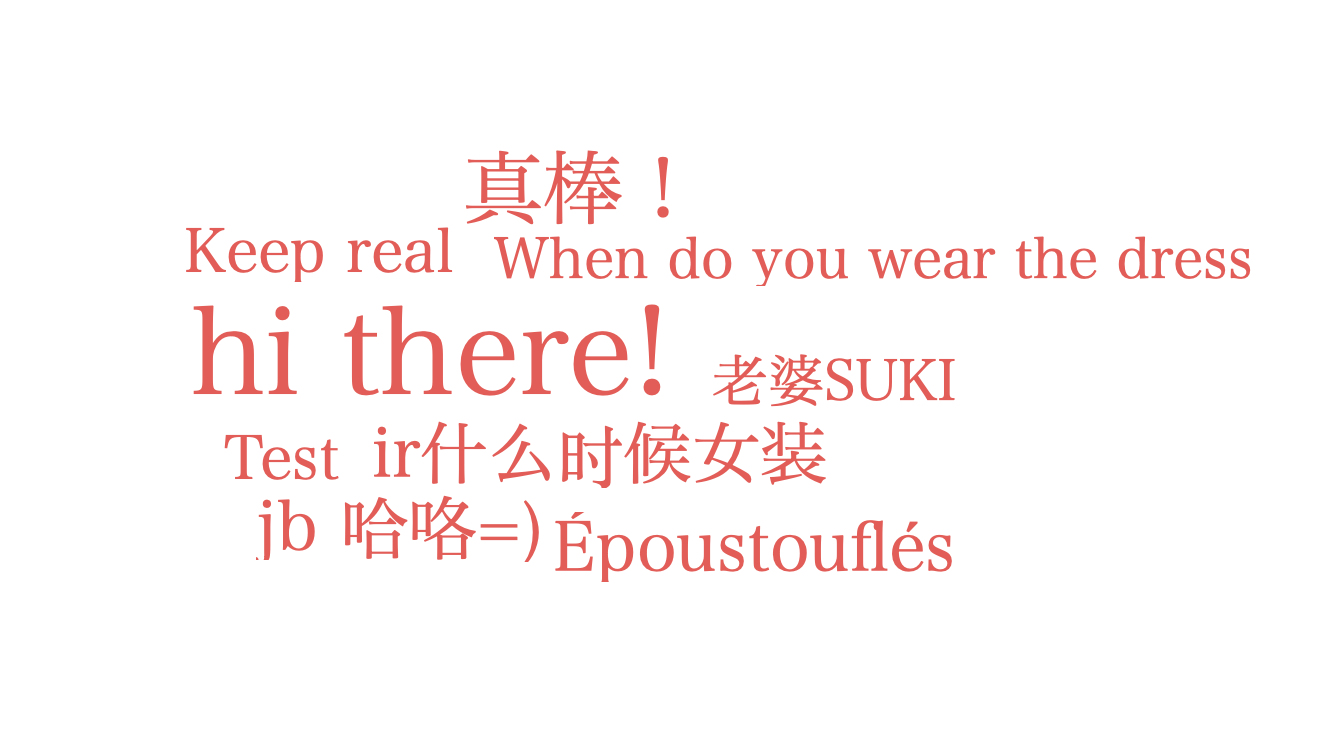 真棒！
Keep real
When do you wear the dress
hi there!
老婆SUKI
Test
ir什么时候女装
jb
哈咯=)
Époustouflés